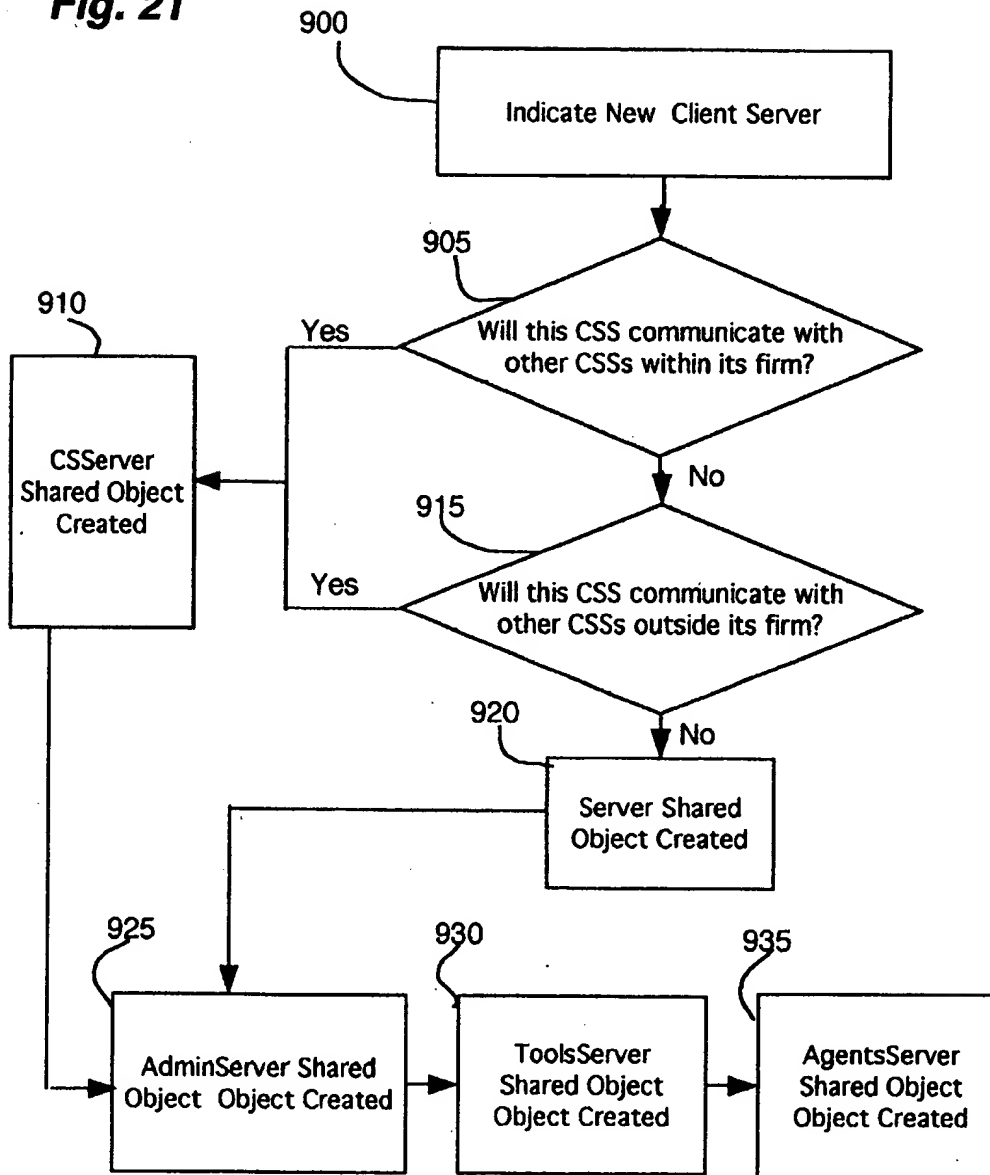 Fig. 21
900
Indicate New Client Server
905
Will this CSS communicate with
other CSSs within its firm?
Yes
910
CSServer
Shared Object
Created
No
915
Will this CSS communicate with
other CSSs outside its firm?
Yes
920
No
Server Shared
Object Created
925
AdminServer Shared
Object Object Created
930
ToolsServer
Shared Object
Object Created
935
AgentsServer
Shared Object
Object Created